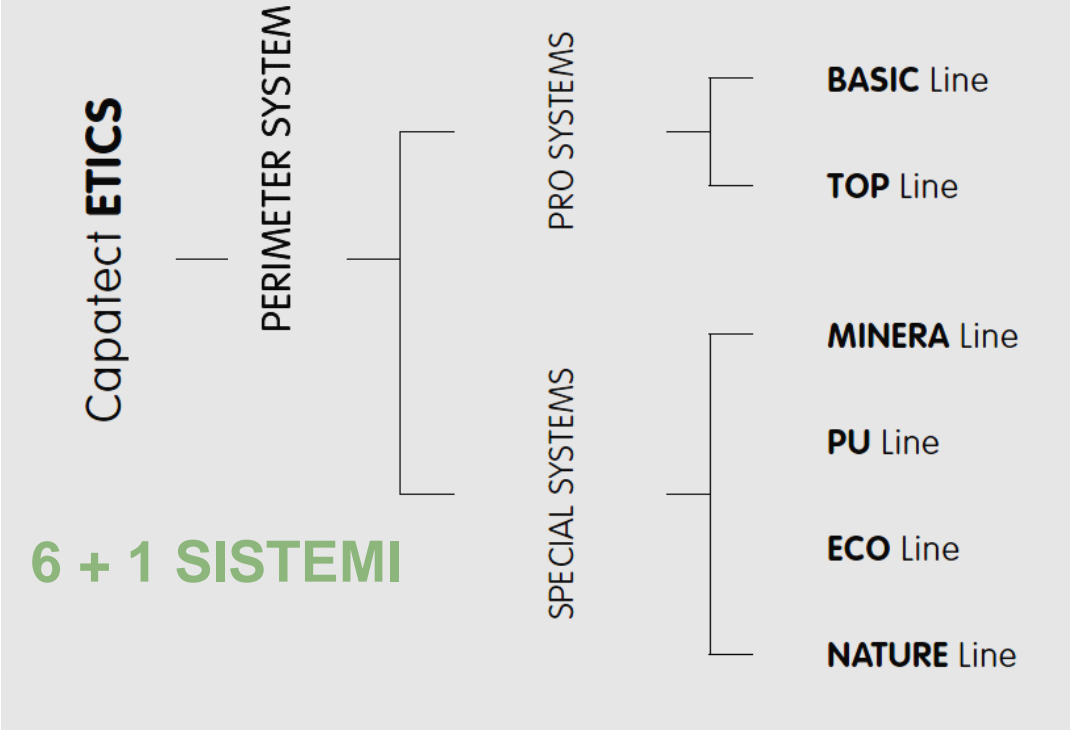 Capatect ETICS
PERIMETER SYSTEM
PRO SYSTEMS
BASIC Line
TOP Line
SPECIAL SYSTEMS
MINERA Line
PU Line
ECO Line
NATURE Line
6 + 1 SISTEMI